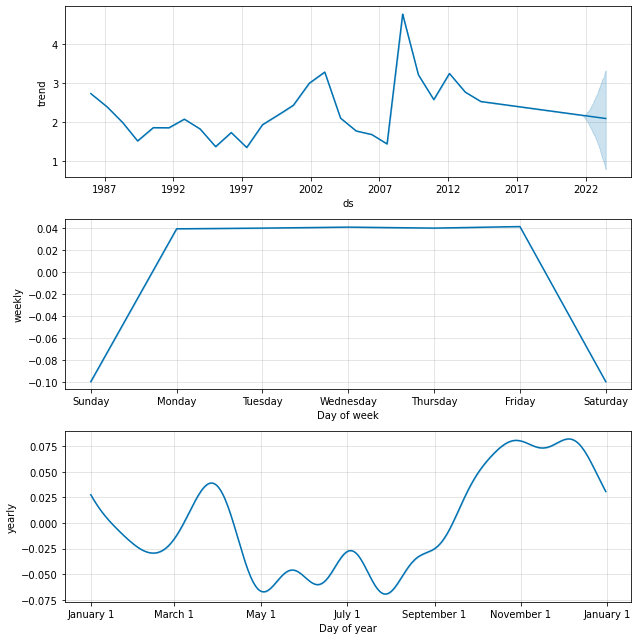 trend
4
3
2
1
1987 1992 1997 2002 2007 2012 2017 2022
ds
weekly
0.04
0.02
0.00
−0.02
−0.04
−0.06
−0.08
−0.10
Sunday Monday Tuesday Wednesday Thursday Friday Saturday
Day of week
yearly
0.075
0.050
0.025
0.000
−0.025
−0.050
−0.075
January 1 March 1 May 1 July 1 September 1 November 1 January 1
Day of year